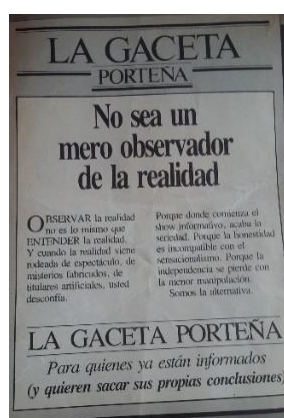 LA GACETA
PORTEÑA
No sea un
mero observador
de la realidad
OBSERVAR la realidad
no es lo mismo que
ENTENDER la realidad.
Y cuando la realidad viene
rodeada de espectáculo, de
misterios fabricados, de
titulares artificiales, usted
desconfía.
Porque donde comienza el
show informativo, acaba la
seriedad. Porque la honestidad
es incompatible con el
sensacionalismo. Porque la
independencia se pierde con
la menor manipulación.
Somos la alternativa.
LA GACETA PORTEÑA
Para quienes ya están informados
(y quieren sacar sus propias conclusiones)